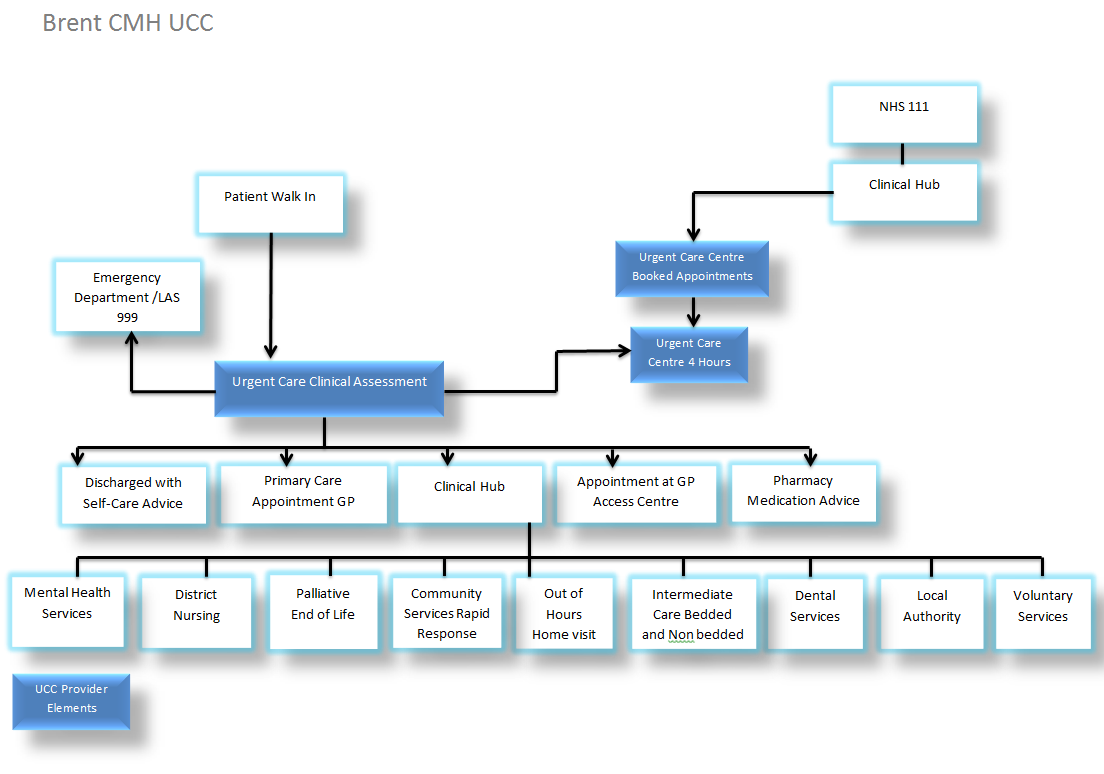 Brent CMH UCC
NHS 111
Clinical Hub
Patient Walk In
Urgent Care Centre
Booked Appointments
Emergency
Department /LAS
999
Urgent Care
Centre 4 Hours
Urgent Care Clinical Assessment
Discharged with
Self-Care Advice
Primary Care
Appointment GP
Clinical Hub
Appointment at GP
Access Centre
Pharmacy
Medication Advice
Mental Health
Services
District
Nursing
Palliative
End of Life
Community
Services Rapid
Response
Out of
Hours
Home visit
Intermediate
Care Bedded
and Non bedded
Dental
Services
Local
Authority
Voluntary
Services
UCC Provider
Elements